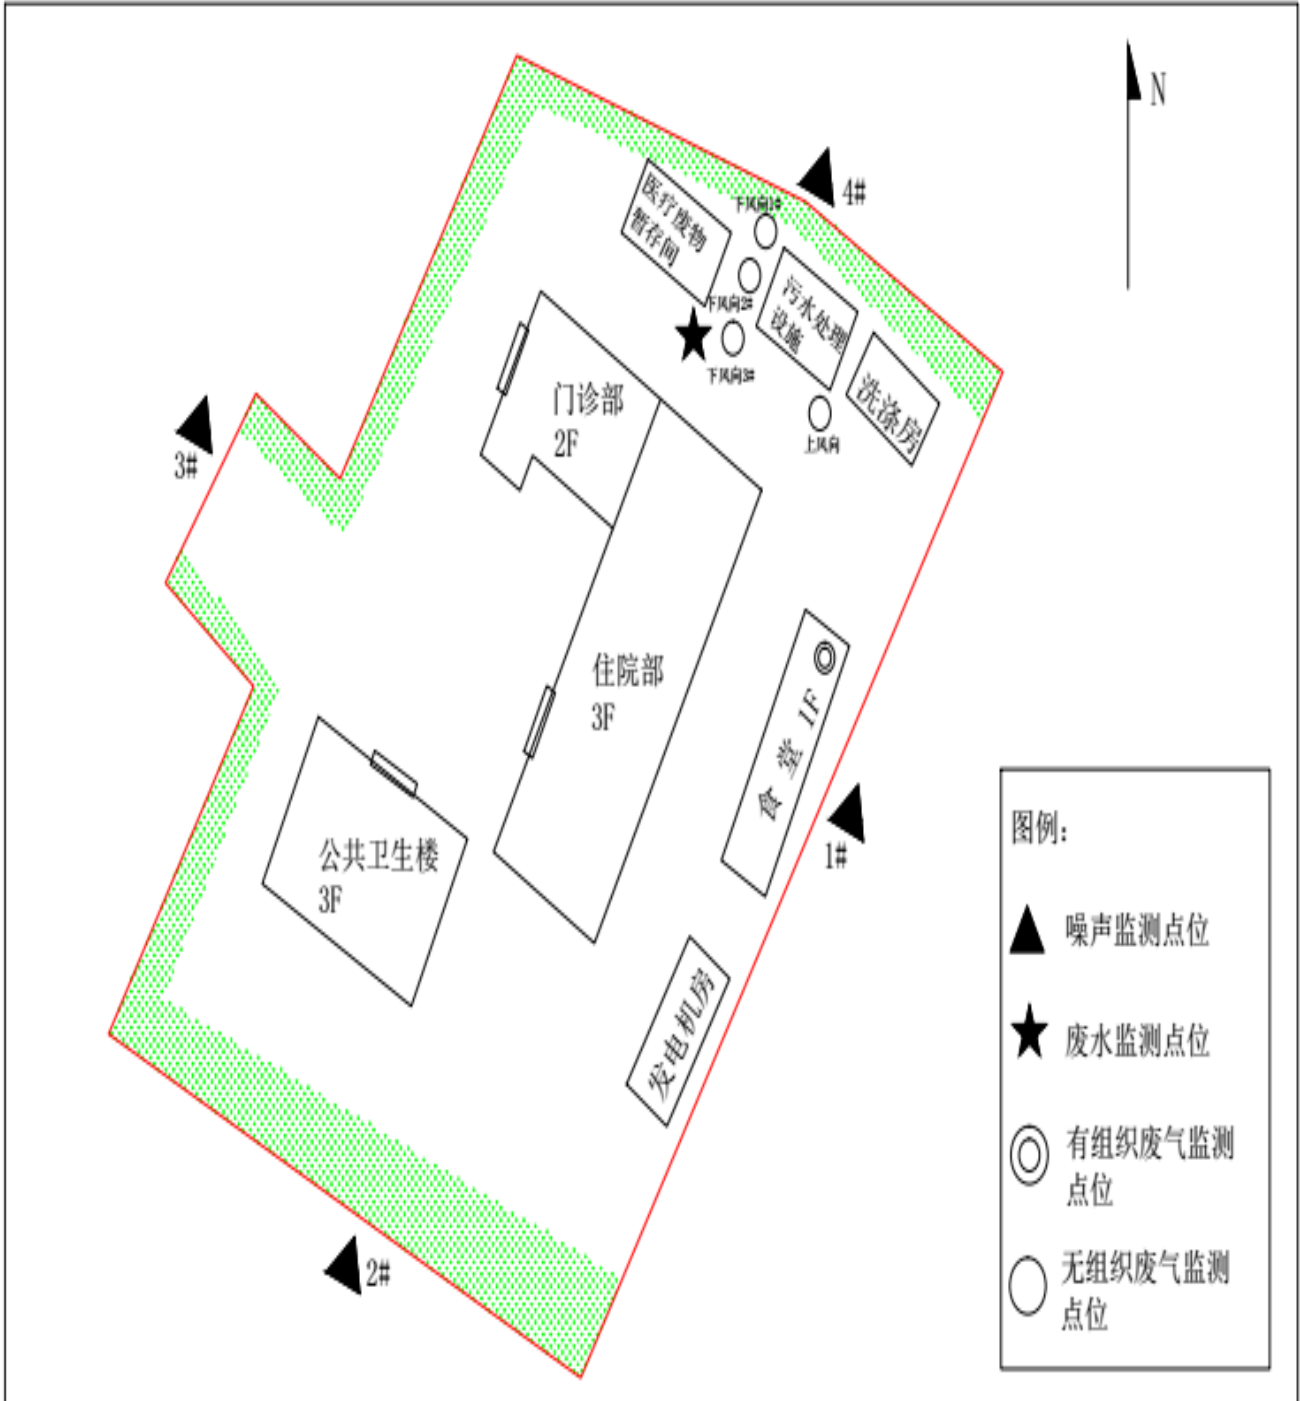 N
4#
下风向1#
医疗废物
暂存间
下风向2#
污水处理
设施
下风向3#
洗涤房
上风向
门诊部
2F
3#
住院部
3F
食堂 1F
1#
公共卫生楼
3F
发电机房
2#
图例：
噪声监测点位
废水监测点位
有组织废气监测
点位
无组织废气监测
点位